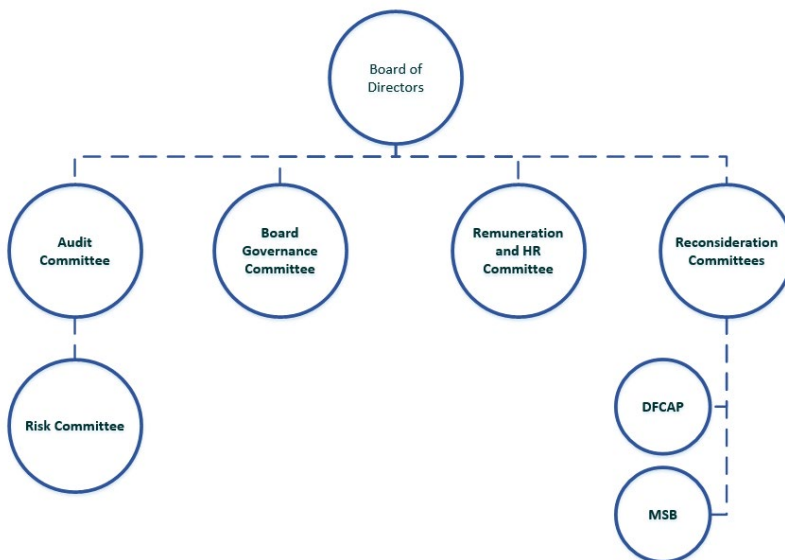 Board of
Directors
Audit
Committee
Board
Governance
Committee
Remuneration
and HR
Committee
Reconsideration
Committees
Risk Committee
DFCAP
MSB